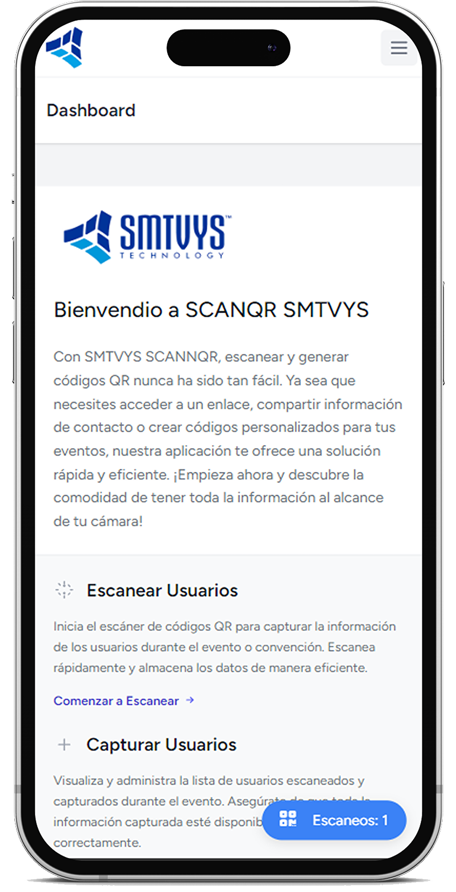 Dashboard
SMTVYS™
TECHNOLOGY
Bienvendio a SCANQR SMTVYS
Con SMTVYS SCANNQR, escanear y generar
códigos QR nunca ha sido tan fácil. Ya sea que
necesites acceder a un enlace, compartir información
de contacto o crear códigos personalizados para tus
eventos, nuestra aplicación te ofrece una solución
rápida y eficiente. ¡Empieza ahora y descubre la
comodidad de tener toda la información al alcance
de tu cámara!
Escanear Usuarios
Inicia el escáner de códigos QR para capturar la información
de los usuarios durante el evento o convención. Escanea
rápidamente y almacena los datos de manera eficiente.
Comenzar a Escanear →
Capturar Usuarios
Visualiza y administra la lista de usuarios escaneados y
capturados durante el evento. Asegúrate de que toda la
información capturada esté disponib
correctamente.
Escaneos: 1